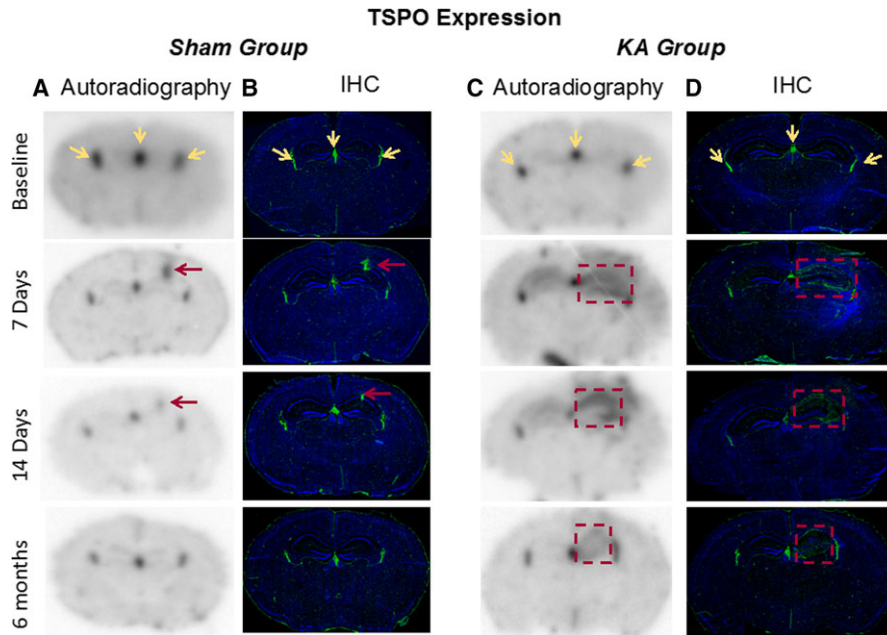 TSPO Expression
Sham Group KA Group
A Autoradiography B IHC C Autoradiography D IHC
Baseline
7 Days
14 Days
6 months